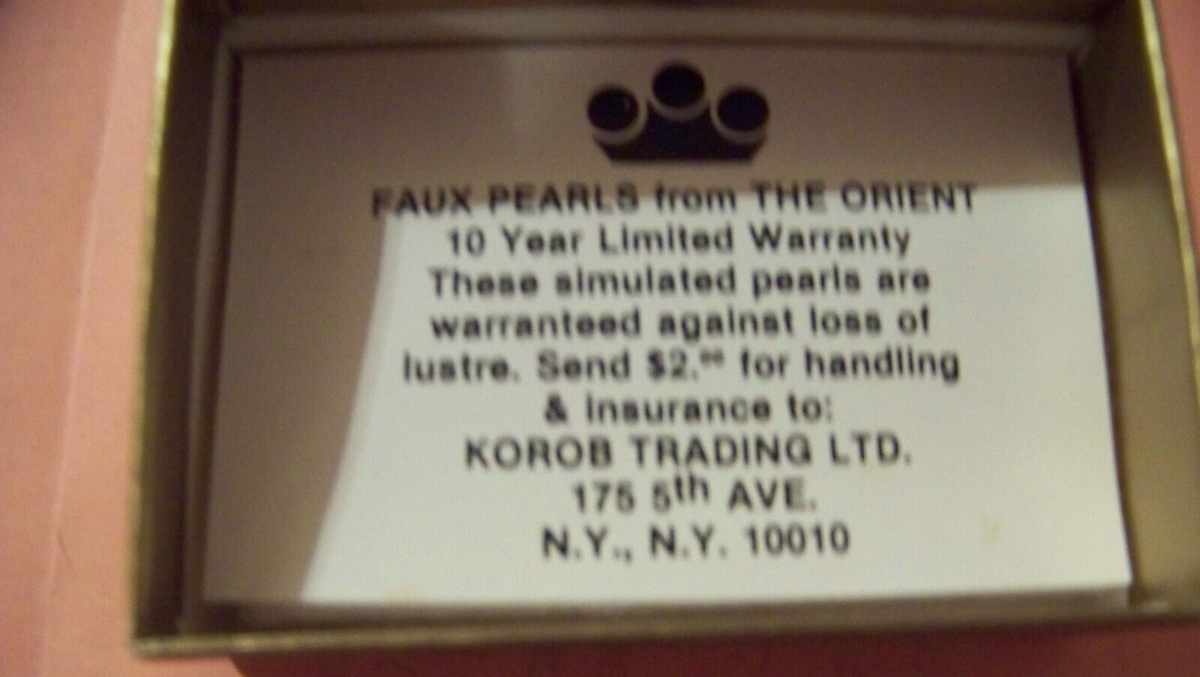 FAUX PEARLS from THE ORIENT
10 Year Limited Warranty
These simulated pearls are
warranteed against loss of
lustre. Send $2. for handling
& insurance to:
KOROB TRADING LTD.
175 5th AVE.
N.Y., N.Y. 10010